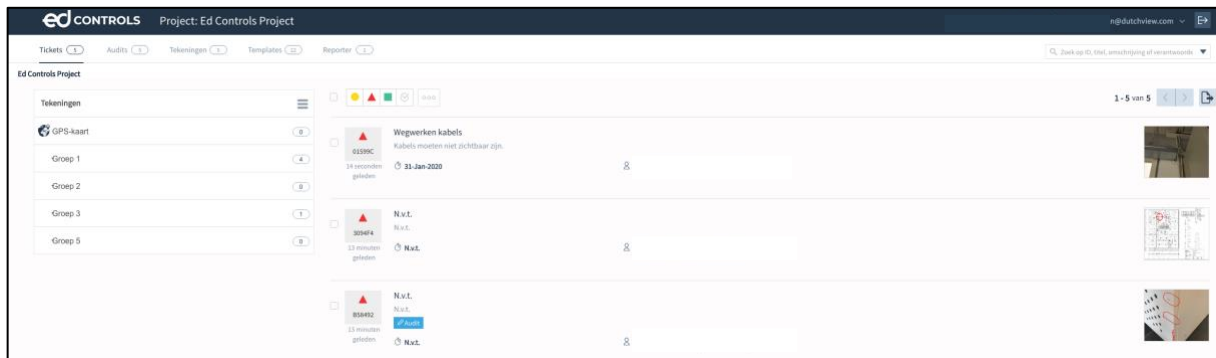 ed CONTROLS Project: Ed Controls Project n@dutchview.com
Tickets 5 Audits 5 Tekeningen 5 Templates 22 Reporter 1 Zoek op ID, titel, omschrijving of verantwoorde
Ed Controls Project
Tekeningen
1 - 5 van 5
GPS-kaart 0
Groep 1 4
Groep 2 0
Groep 3 1
Groep 5 0
Wegwerken kabels
Kabels moeten niet zichtbaar zijn.
01599C
14 seconden geleden
31-Jan-2020
N.v.t.
N.v.t.
3094F4
13 minuten geleden
N.v.t.
N.v.t.
N.v.t.
BS8492
Audit
13 minuten geleden
N.v.t.